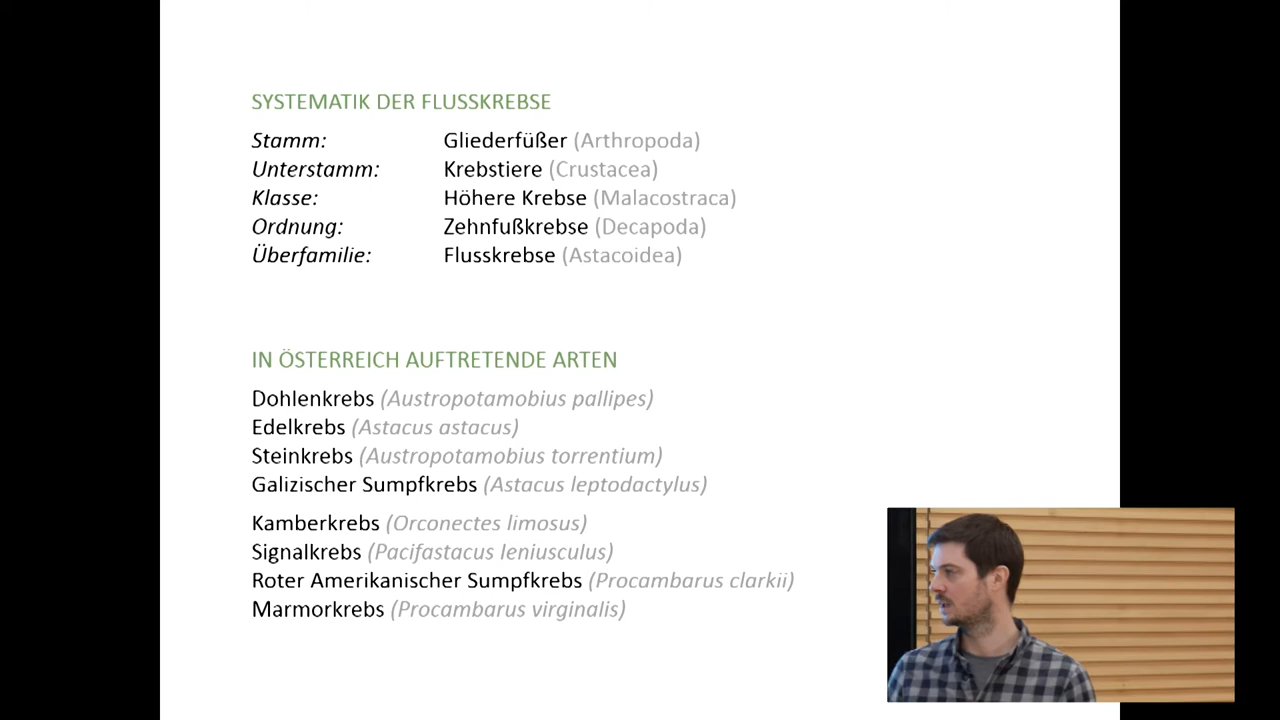 SYSTEMATIK DER FLUSSKREBSE
Stamm: Gliederfüßer (Arthropoda)
Unterstamm: Krebstiere (Crustacea)
Klasse: Höhere Krebse (Malacostraca)
Ordnung: Zehnfußkrebse (Decapoda)
Überfamilie: Flusskrebse (Astacoidea)
IN ÖSTERREICH AUFTRETENDE ARTEN
Dohlenkrebs (Austropotamobius pallipes)
Edelkrebs (Astacus astacus)
Steinkrebs (Austropotamobius torrentium)
Galizischer Sumpfkrebs (Astacus leptodactylus)
Kamberkrebs (Orconectes limosus)
Signalkrebs (Pacifastacus leniusculus)
Roter Amerikanischer Sumpfkrebs (Procambarus clarkii)
Marmorkrebs (Procambarus virginalis)